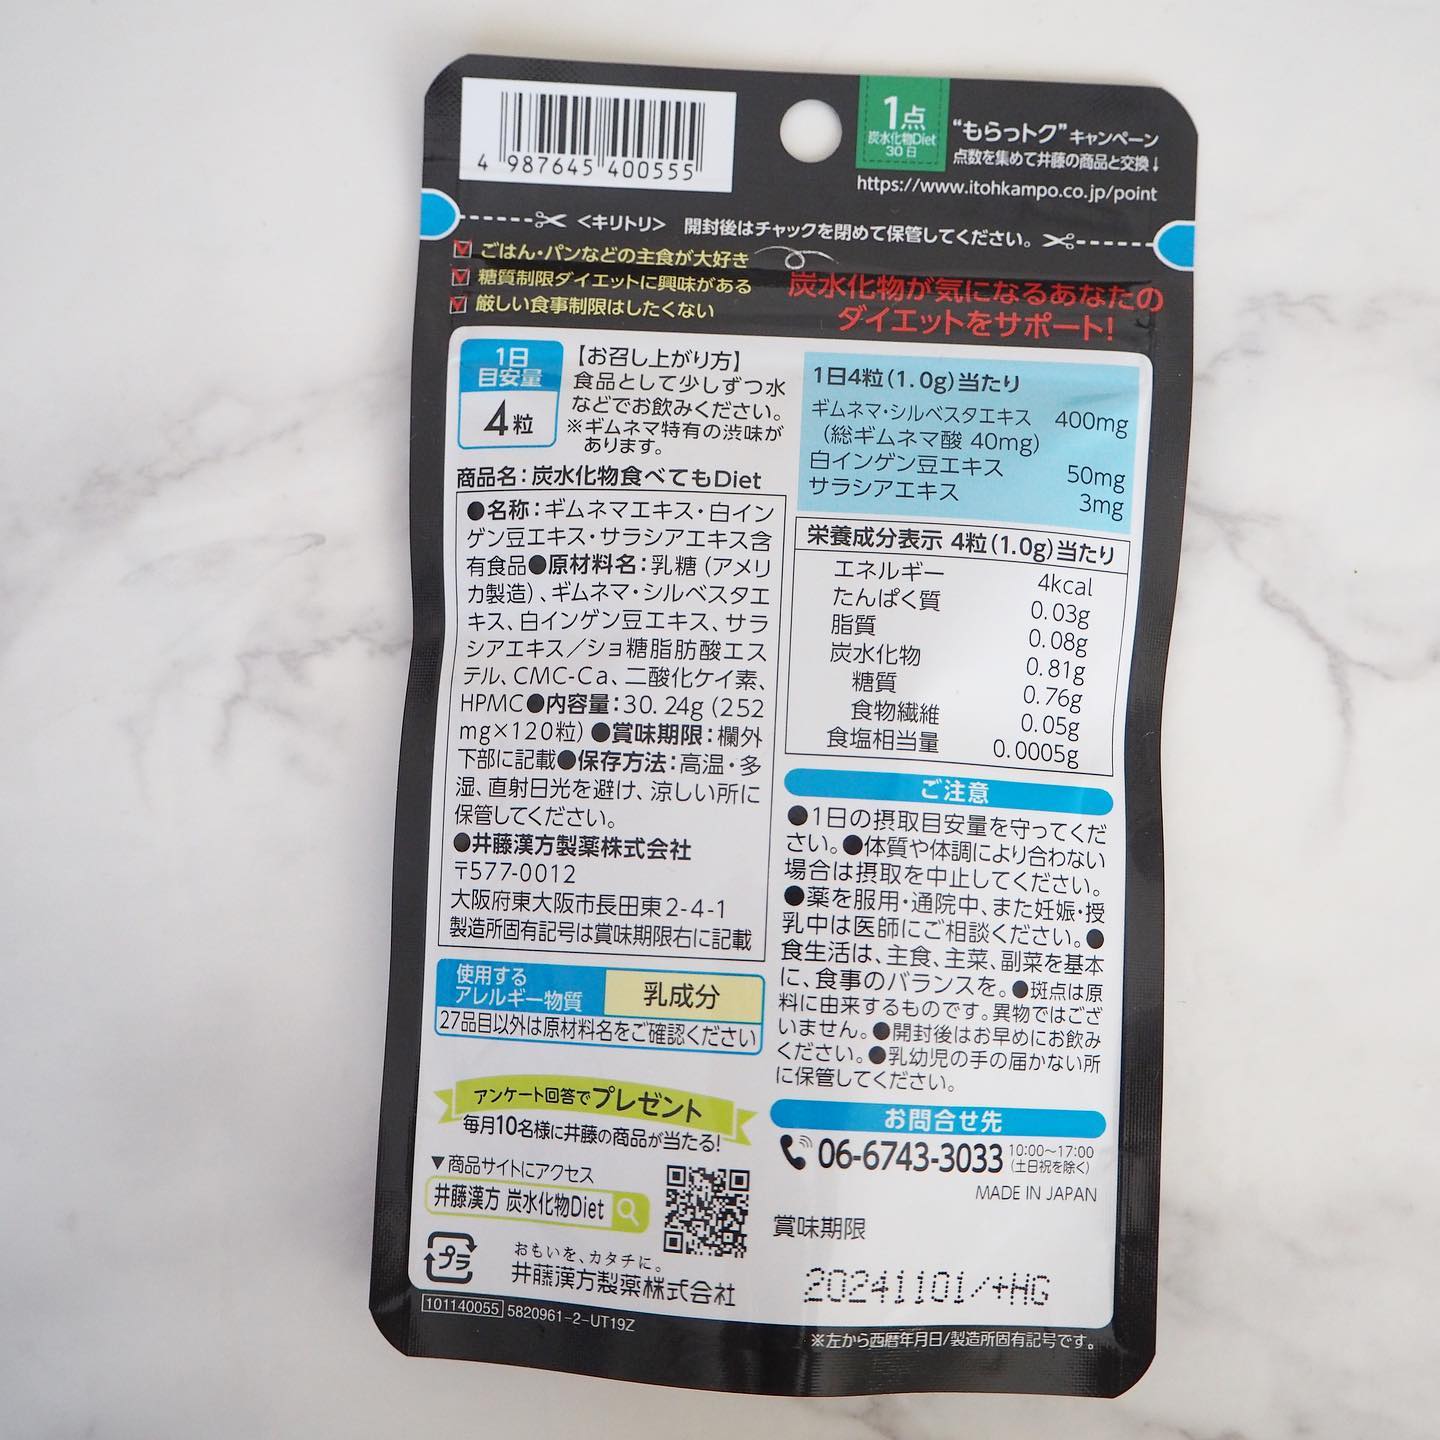 4 987645 400555
1点
炭水化物Diet
30日
“もらっトク”キャンペーン
点数を集めて井藤の商品と交換↓
https://www.itohkampo.co.jp/point
<キリトリ> 開封後はチャックを閉めて保管してください。
ごはん・パンなどの主食が大好き
糖質制限ダイエットに興味がある
厳しい食事制限はしたくない
炭水化物が気になるあなたの
ダイエットをサポート!
1日
目安量
4粒
【お召し上がり方】
食品として少しずつ水
などでお飲みください。
※ギムネマ特有の渋味が
あります。
商品名:炭水化物食べてもDiet
●名称:ギムネマエキス・白イン
ゲン豆エキス・サラシアエキス含
有食品●原材料名:乳糖(アメリ
カ製造)、ギムネマ・シルベスタエ
キス、白インゲン豆エキス、サラ
シアエキス/ショ糖脂肪酸エス
テル、CMC-Ca、二酸化ケイ素、
HPMC●内容量:30.24g(252
mg×120粒)●賞味期限:欄外
下部に記載●保存方法:高温・多
湿、直射日光を避け、涼しい所に
保管してください。
●井藤漢方製薬株式会社
〒577-0012
大阪府東大阪市長田東2-4-1
製造所固有記号は賞味期限右に記載
使用する
アレルギー物質
乳成分
27品目以外は原材料名をご確認ください
アンケート回答でプレゼント
毎月10名様に井藤の商品が当たる!
▼商品サイトにアクセス
井藤漢方 炭水化物Diet
プラ
おもいを、カタチに。
井藤漢方製薬株式会社
101140055 5820961-2-UT19Z
1日4粒(1.0g)当たり
ギムネマ・シルベスタエキス 400mg
(総ギムネマ酸 40mg)
白インゲン豆エキス 50mg
サラシアエキス 3mg
栄養成分表示 4粒(1.0g)当たり
エネルギー 4kcal
たんぱく質 0.03g
脂質 0.08g
炭水化物 0.81g
糖質 0.76g
食物繊維 0.05g
食塩相当量 0.0005g
ご注意
●1日の摂取目安量を守ってくだ
さい。●体質や体調により合わない
場合は摂取を中止してください。
●薬を服用・通院中、また妊娠・授
乳中は医師にご相談ください。●
食生活は、主食、主菜、副菜を基本
に、食事のバランスを。●斑点は原
料に由来するものです。異物ではござ
いません。●開封後はお早めにお飲み
ください。●乳幼児の手の届かない所
に保管してください。
お問合せ先
06-6743-3033 10:00〜17:00
(土日祝を除く)
MADE IN JAPAN
賞味期限
20241101/+HG
※左から西暦年月日/製造所固有記号です。